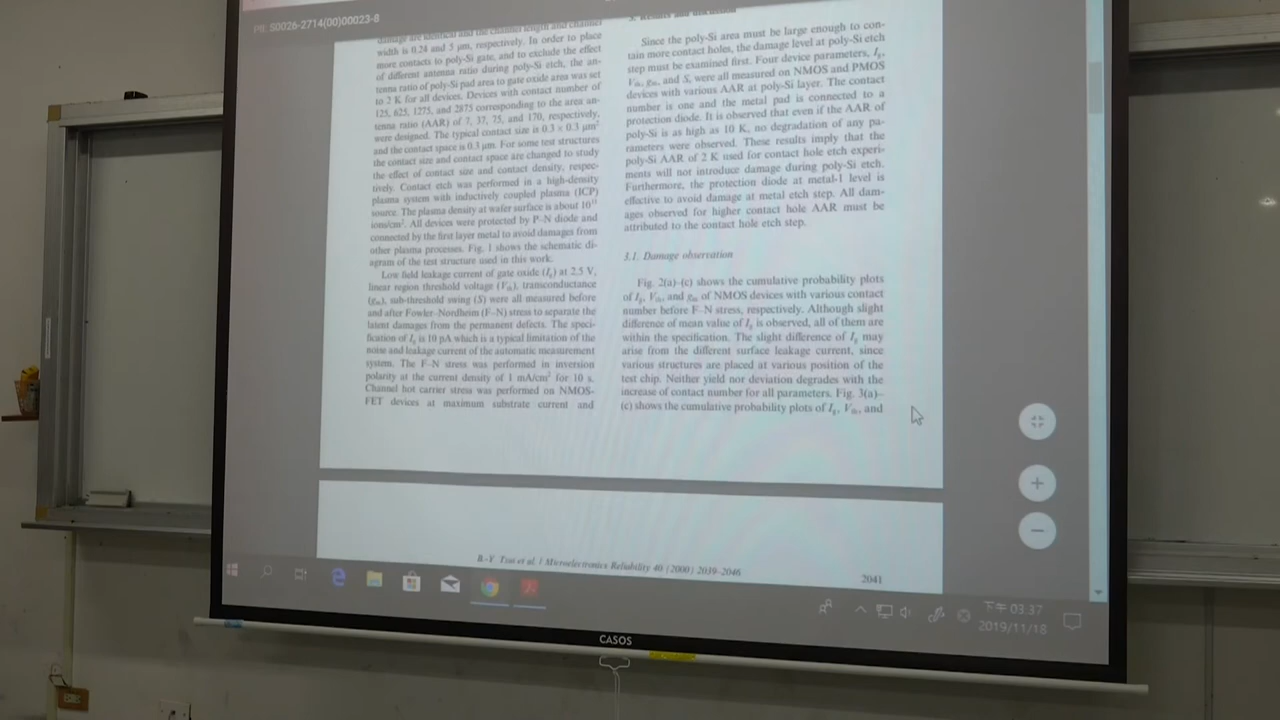 PII: S0026-2714(00)00023-8
damage are identical and the channel length and channel
width is 0.24 and 5 μm, respectively. In order to place
more contacts to poly-Si gate, and to exclude the effect
of different antenna ratio during poly-Si etch, the an-
tenna ratio of poly-Si pad area to gate oxide area was set
to 2 K for all devices. Devices with contact number of
125, 625, 1275, and 2875 corresponding to the area an-
tenna ratio (AAR) of 7, 37, 75, and 170, respectively,
were designed. The typical contact size is 0.3 × 0.3 μm²
and the contact space is 0.3 μm. For some test structures
the contact size and contact space are changed to study
the effect of contact size and contact density, respec-
tively. Contact etch was performed in a high-density
plasma system with inductively coupled plasma (ICP)
source. The plasma density at wafer surface is about 10¹¹
ions/cm². All devices were protected by P–N diode and
connected by the first layer metal to avoid damages from
other plasma processes. Fig. 1 shows the schematic di-
agram of the test structure used in this work.
Low field leakage current of gate oxide (Ig) at 2.5 V,
linear region threshold voltage (Vth), transconductance
(gm), sub-threshold swing (S) were all measured before
and after Fowler–Nordheim (F–N) stress to separate the
latent damages from the permanent defects. The speci-
fication of Ig is 10 pA which is a typical limitation of the
noise and leakage current of the automatic measurement
system. The F–N stress was performed in inversion
polarity at the current density of 1 mA/cm² for 10 s.
Channel hot carrier stress was performed on NMOS-
FET devices at maximum substrate current and
3. Results and discussion
Since the poly-Si area must be large enough to con-
tain more contact holes, the damage level at poly-Si etch
step must be examined first. Four device parameters, Ig,
Vth, gm, and S, were all measured on NMOS and PMOS
devices with various AAR at poly-Si layer. The contact
number is one and the metal pad is connected to a
protection diode. It is observed that even if the AAR of
poly-Si is as high as 10 K, no degradation of any pa-
rameters were observed. These results imply that the
poly-Si AAR of 2 K used for contact hole etch experi-
ments will not introduce damage during poly-Si etch.
Furthermore, the protection diode at metal-1 level is
effective to avoid damage at metal etch step. All dam-
ages observed for higher contact hole AAR must be
attributed to the contact hole etch step.
3.1. Damage observation
Fig. 2(a)–(c) shows the cumulative probability plots
of Ig, Vth, and gm of NMOS devices with various contact
number before F–N stress, respectively. Although slight
difference of mean value of Ig is observed, all of them are
within the specification. The slight difference of Ig may
arise from the different surface leakage current, since
various structures are placed at various position of the
test chip. Neither yield nor deviation degrades with the
increase of contact number for all parameters. Fig. 3(a)–
(c) shows the cumulative probability plots of Ig, Vth, and
B.-Y. Tsui et al. / Microelectronics Reliability 40 (2000) 2039–2046
2041
下午 03:37
2019/11/18
CASOS